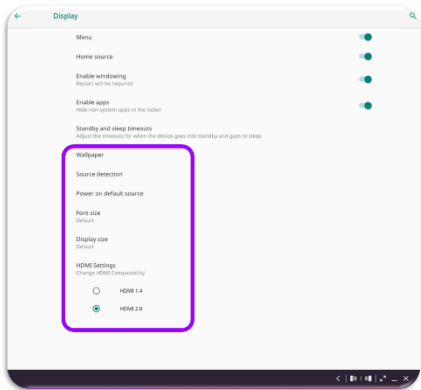 Display
Menu
Home source
Enable windowing
Restart will be required
Enable apps
Hide non-system apps in the locker
Standby and sleep timeouts
Adjust the timeouts for when the device goes into standby and goes to sleep
Wallpaper
Source detection
Power on default source
Font size
Default
Display size
Default
HDMI Settings
Change HDMI Compatability
HDMI 1.4
HDMI 2.0